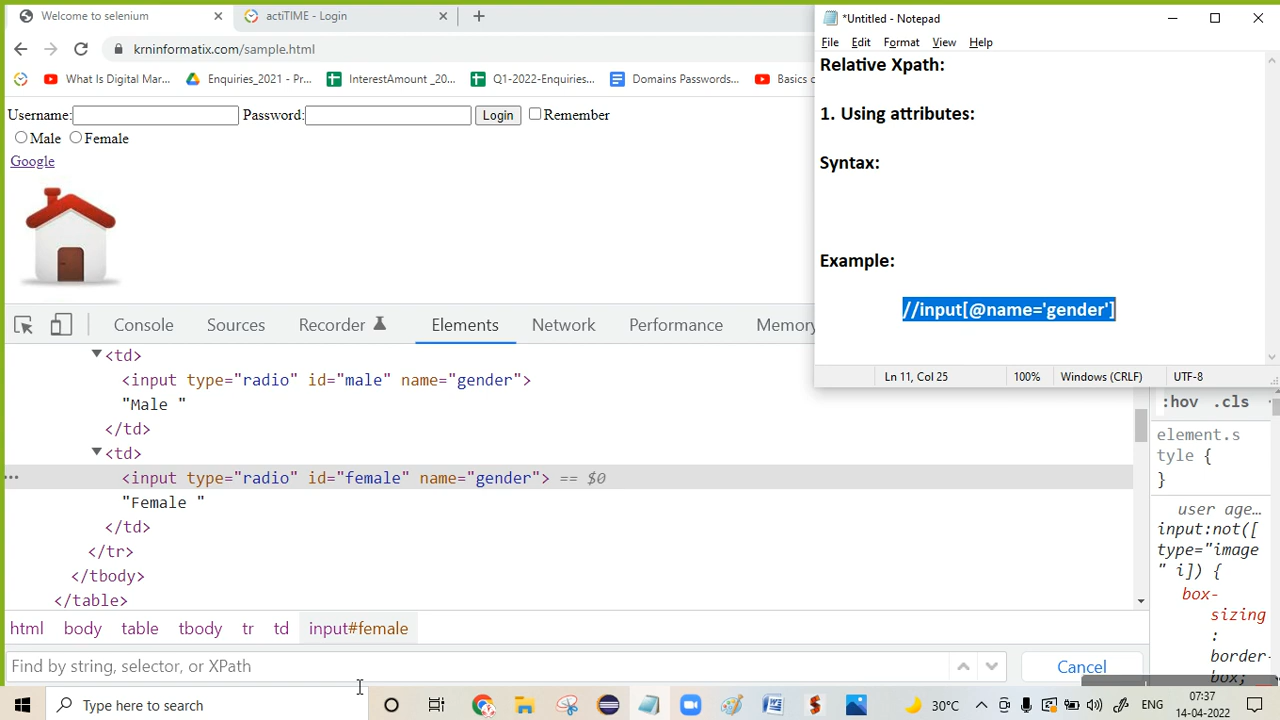 Welcome to selenium
actiTIME - Login
krninformatix.com/sample.html
What Is Digital Mar...
Enquiries_2021 - Pr...
InterestAmount _20...
Q1-2022-Enquiries...
Domains Passwords...
Basics
Username:
Password:
Login
Remember
Male
Female
Google
Console
Sources
Recorder
Elements
Network
Performance
Memory
<td>
<input type="radio" id="male" name="gender">
"Male "
</td>
<td>
<input type="radio" id="female" name="gender"> == $0
"Female "
</td>
</tr>
</tbody>
</table>
html body table tbody tr td input#female
Find by string, selector, or XPath
Cancel
*Untitled - Notepad
File Edit Format View Help
Relative Xpath:
1. Using attributes:
Syntax:
Example:
//input[@name='gender']
Ln 11, Col 25
100%
Windows (CRLF)
UTF-8
:hov .cls
element.s
tyle {
}
user age…
input:not([
type="image
" i]) {
box-
sizing
:
border-
box;
Type here to search
30°C
ENG
07:37
14-04-2022